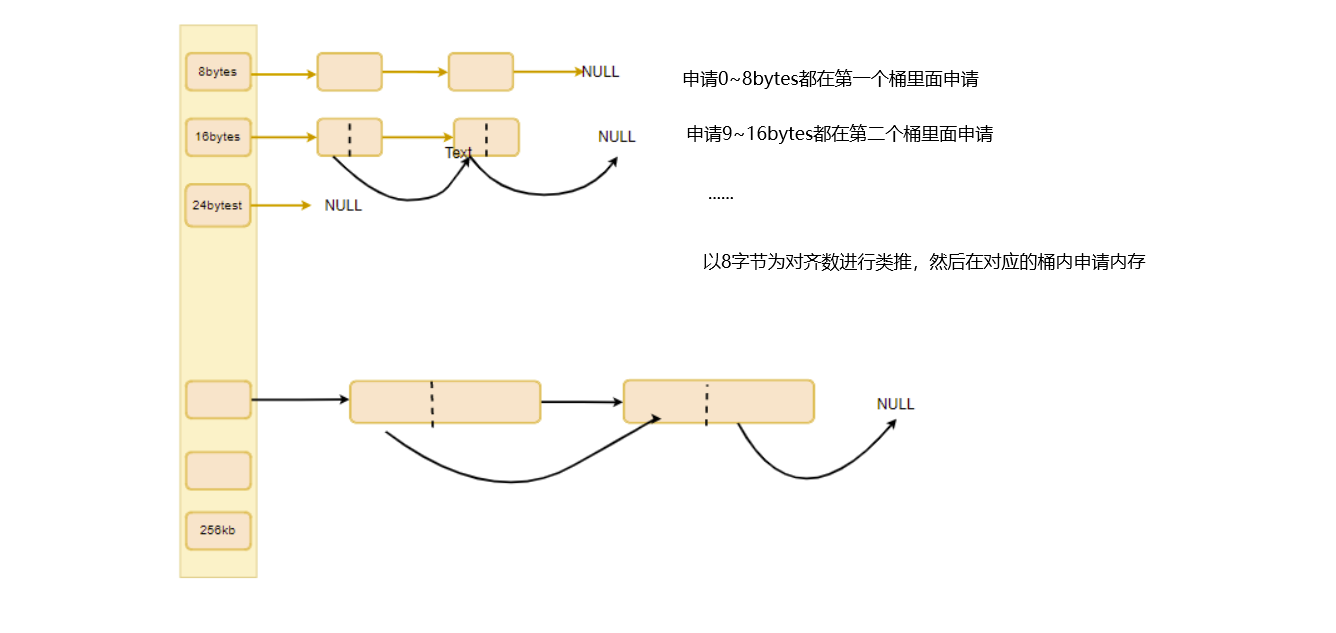 8bytes
NULL
申请0~8bytes都在第一个桶里面申请
16bytes
Text
NULL
申请9~16bytes都在第二个桶里面申请
24bytest
NULL
......
以8字节为对齐数进行类推，然后在对应的桶内申请内存
NULL
256kb